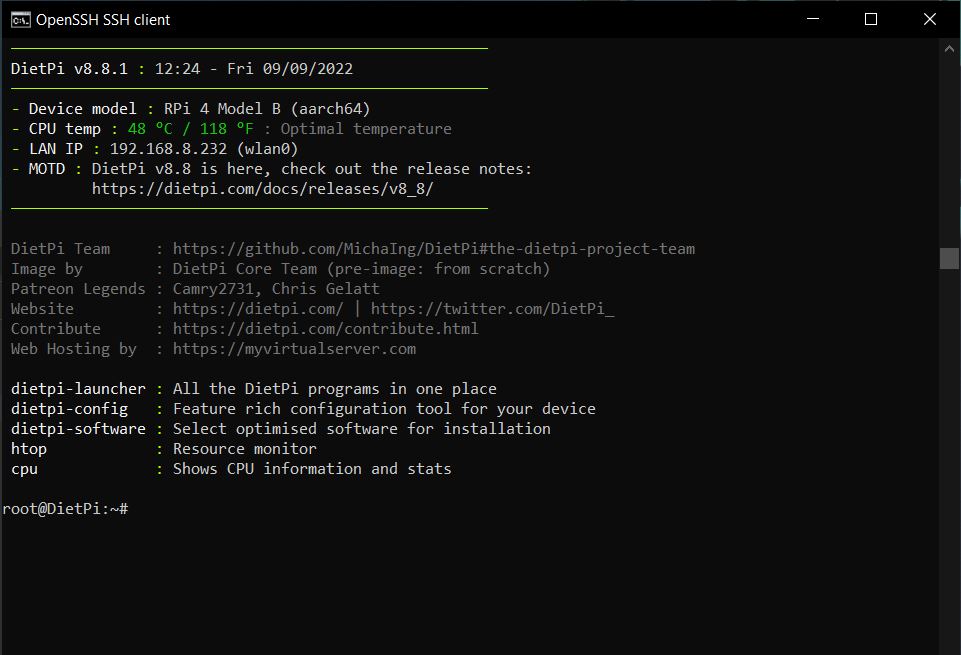 OpenSSH SSH client
DietPi v8.8.1 : 12:24 - Fri 09/09/2022
- Device model : RPi 4 Model B (aarch64)
- CPU temp : 48 ºC / 118 ºF : Optimal temperature
- LAN IP : 192.168.8.232 (wlan0)
- MOTD : DietPi v8.8 is here, check out the release notes:
https://dietpi.com/docs/releases/v8_8/
DietPi Team : https://github.com/MichaIng/DietPi#the-dietpi-project-team
Image by : DietPi Core Team (pre-image: from scratch)
Patreon Legends : Camry2731, Chris Gelatt
Website : https://dietpi.com/ | https://twitter.com/DietPi_
Contribute : https://dietpi.com/contribute.html
Web Hosting by : https://myvirtualserver.com
dietpi-launcher : All the DietPi programs in one place
dietpi-config : Feature rich configuration tool for your device
dietpi-software : Select optimised software for installation
htop : Resource monitor
cpu : Shows CPU information and stats
root@DietPi:~#